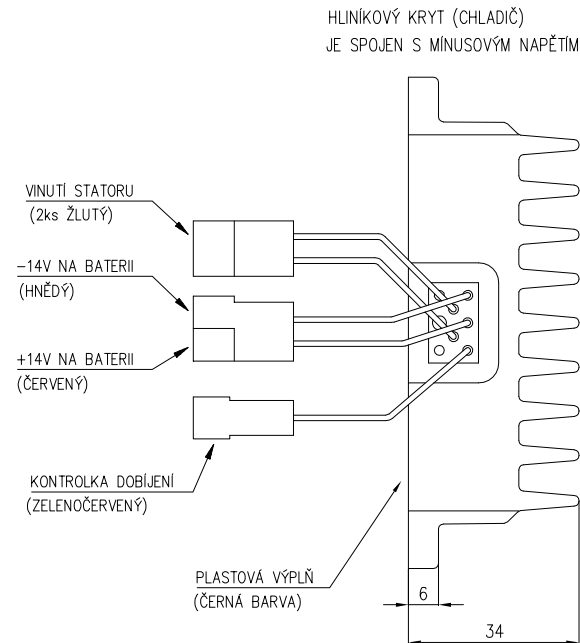 HLINÍKOVÝ KRYT (CHLADIČ)
JE SPOJEN S MÍNUSOVÝM NAPĚTÍM
VINUTÍ STATORU
(2ks ŽLUTÝ)
-14V NA BATERII
(HNĚDÝ)
+14V NA BATERII
(ČERVENÝ)
KONTROLKA DOBÍJENÍ
(ZELENOČERVENÝ)
PLASTOVÁ VÝPLŇ
(ČERNÁ BARVA)
6
34